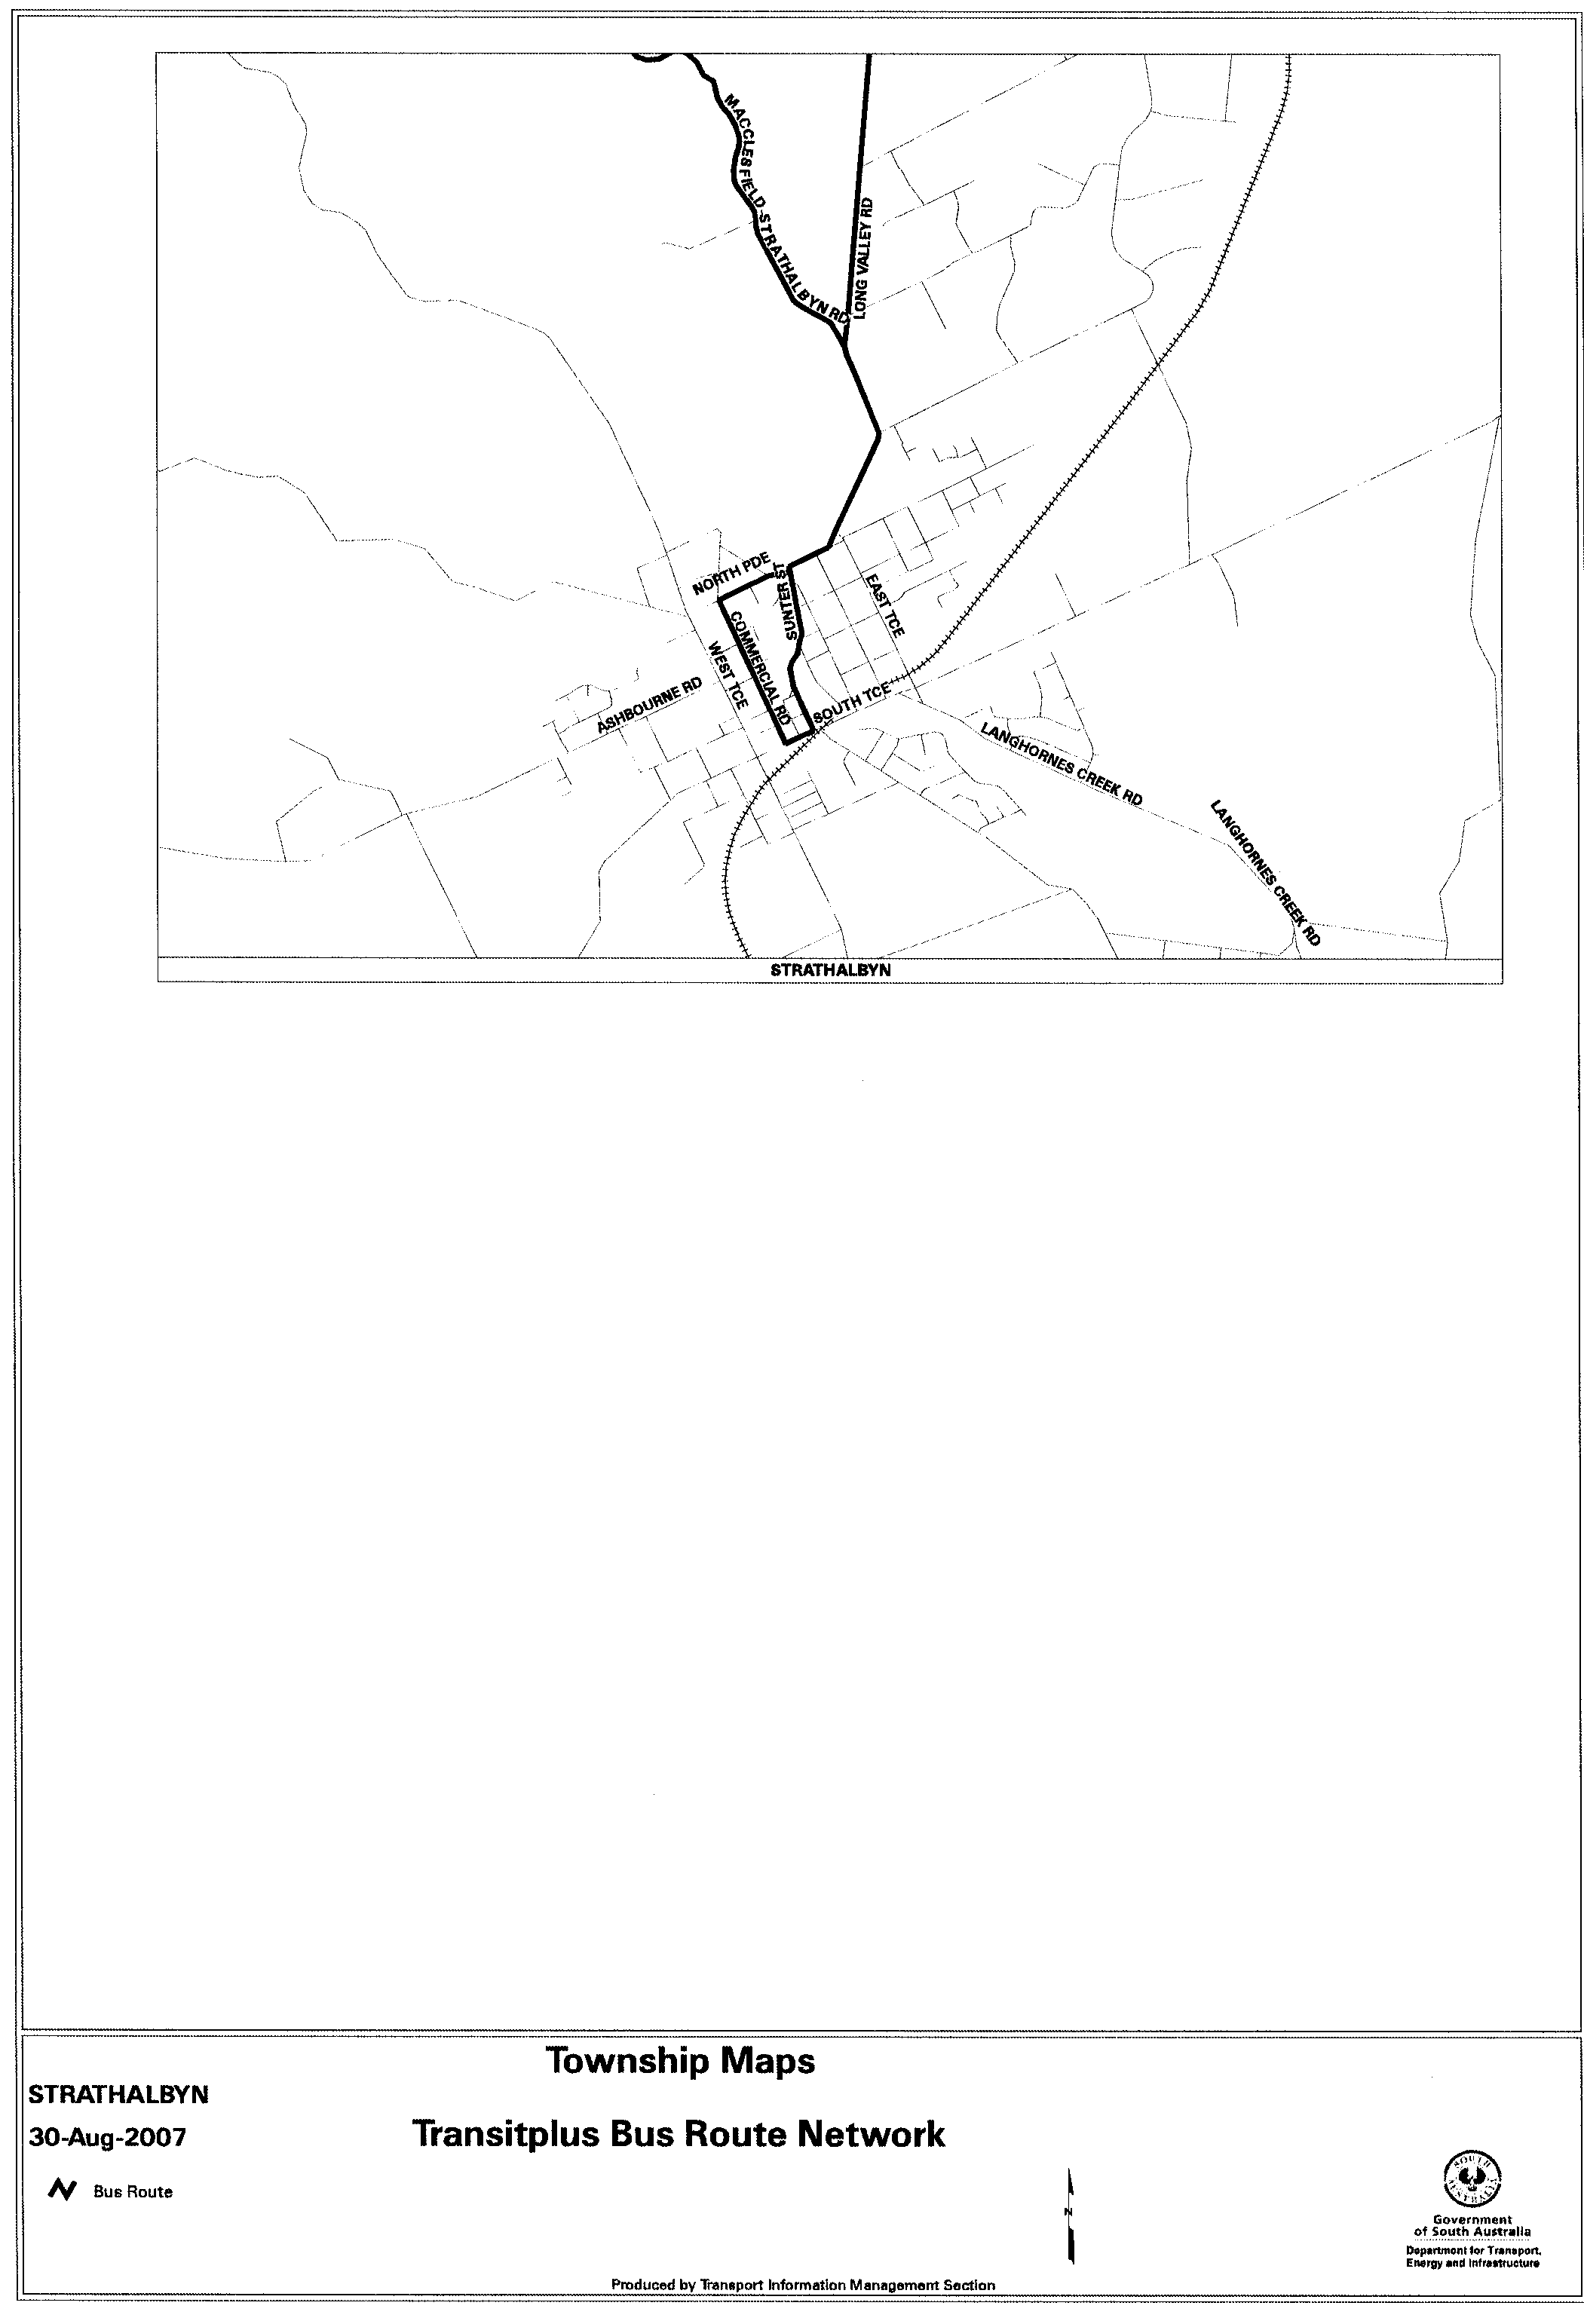 MACCLESFIELD-STRATHALBYN RD
LONG VALLEY RD
NORTH PDE
SUNTER ST
EAST TCE
COMMERCIAL RD
WEST TCE
ASHBOURNE RD
SOUTH TCE
LANGHORNES CREEK RD
LANGHORNES CREEK RD
STRATHALBYN
Township Maps
STRATHALBYN
30-Aug-2007
Transitplus Bus Route Network
Bus Route
N
SOUTH
AUSTRALIA
Government
of South Australia
Department for Transport,
Energy and Infrastructure
Produced by Transport Information Management Section